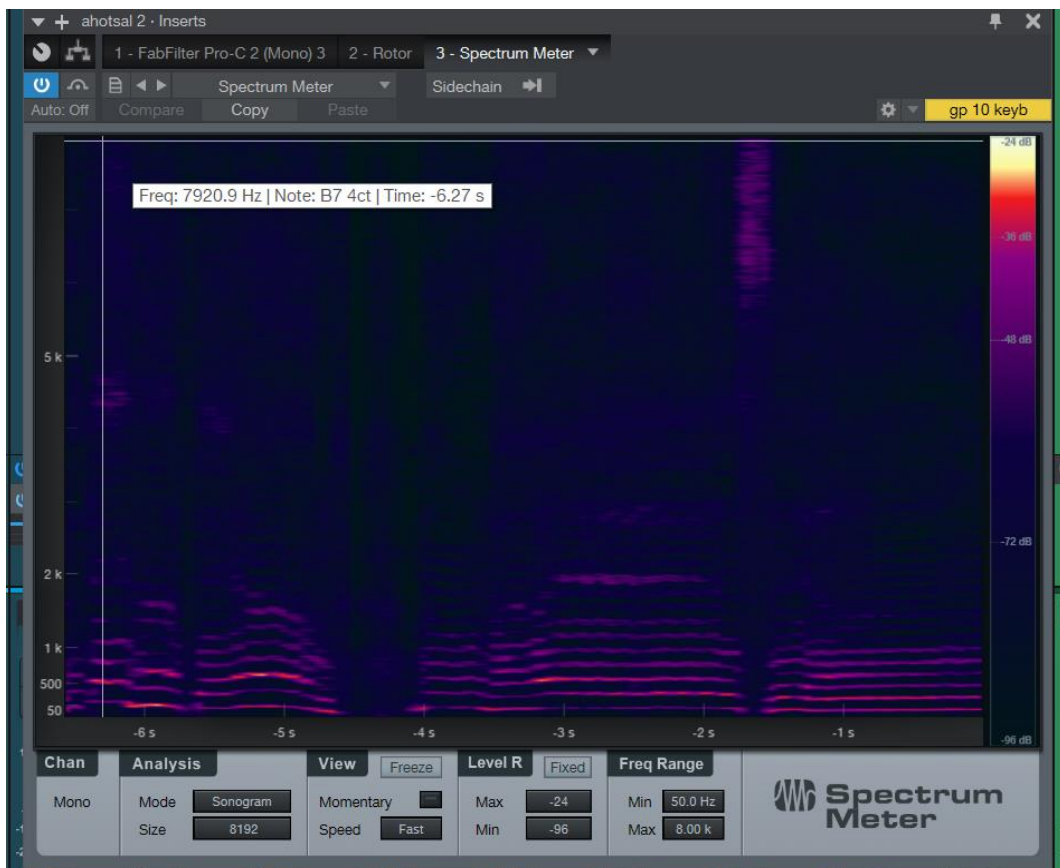 ahotsal 2 · Inserts
1 - FabFilter Pro-C 2 (Mono) 3 2 - Rotor 3 - Spectrum Meter
Spectrum Meter Sidechain
Auto: Off Compare Copy Paste gp 10 keyb
-24 dB
Freq: 7920.9 Hz | Note: B7 4ct | Time: -6.27 s
-36 dB
-48 dB
5 k
-72 dB
2 k
1 k
500
50
-6 s -5 s -4 s -3 s -2 s -1 s
-96 dB
Chan Analysis View Freeze Level R Fixed Freq Range
Mono Mode Sonogram Momentary Max -24 Min 50.0 Hz
Size 8192 Speed Fast Min -96 Max 8.00 k
Spectrum
Meter